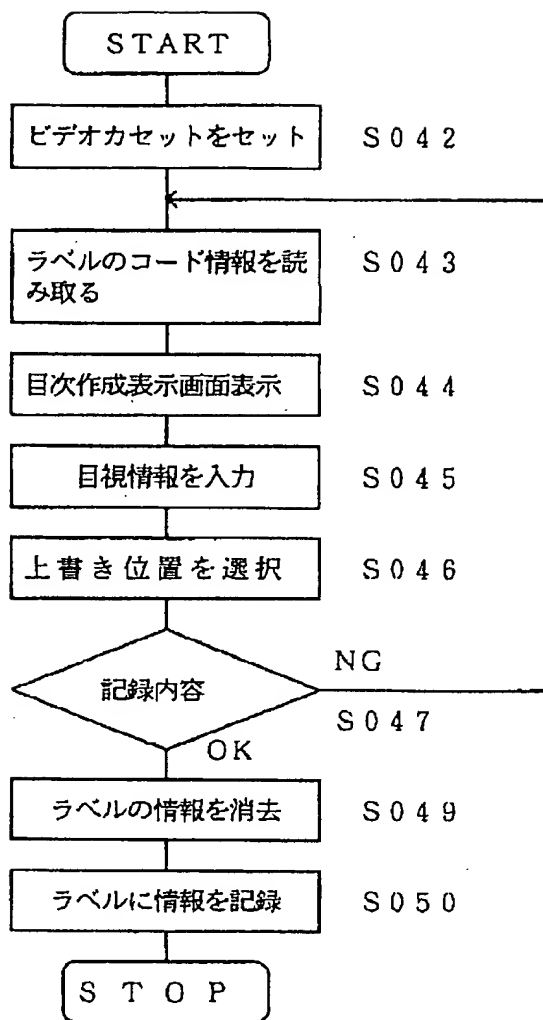 START
ビデオカセットをセット S042
ラベルのコード情報を読 S043
み取る
目次作成表示画面表示 S044
目視情報を入力 S045
上書き位置を選択 S046
NG
記録内容
S047
OK
ラベルの情報を消去 S049
ラベルに情報を記録 S050
STOP